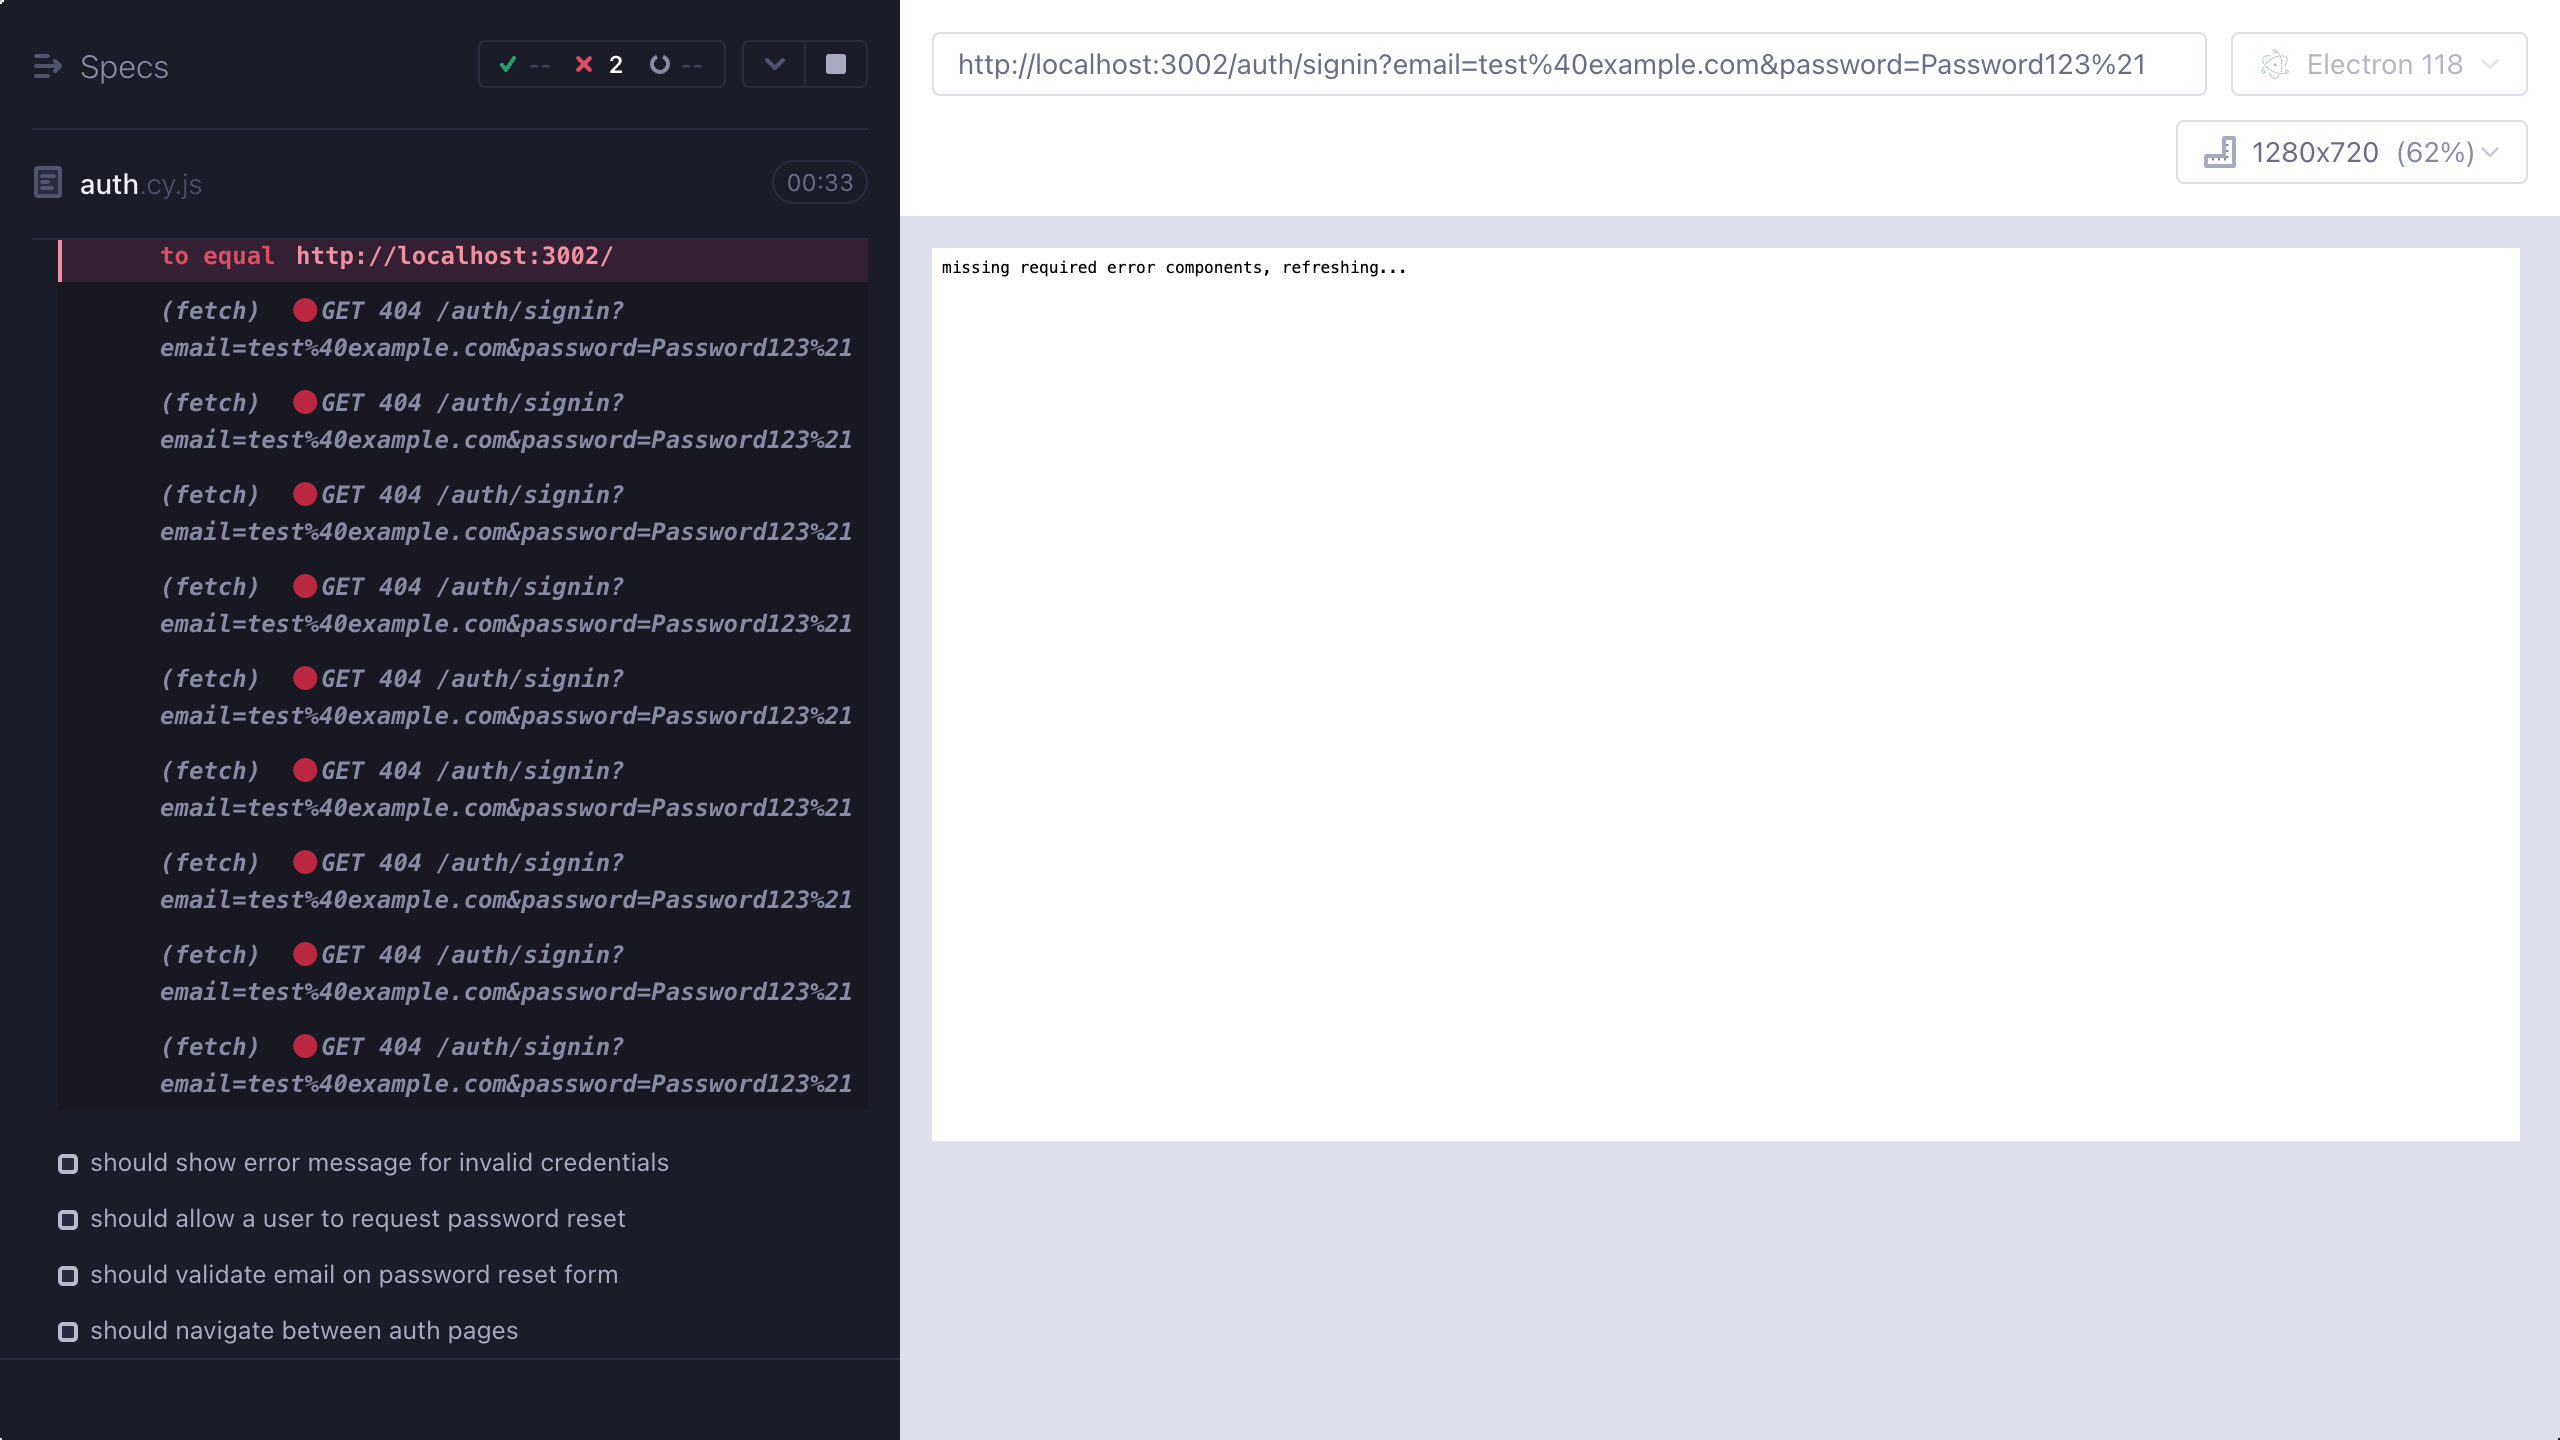 Specs
-- 2 --
auth.cy.js
00:33
to equal http://localhost:3002/
(fetch) GET 404 /auth/signin?
email=test%40example.com&password=Password123%21
(fetch) GET 404 /auth/signin?
email=test%40example.com&password=Password123%21
(fetch) GET 404 /auth/signin?
email=test%40example.com&password=Password123%21
(fetch) GET 404 /auth/signin?
email=test%40example.com&password=Password123%21
(fetch) GET 404 /auth/signin?
email=test%40example.com&password=Password123%21
(fetch) GET 404 /auth/signin?
email=test%40example.com&password=Password123%21
(fetch) GET 404 /auth/signin?
email=test%40example.com&password=Password123%21
(fetch) GET 404 /auth/signin?
email=test%40example.com&password=Password123%21
(fetch) GET 404 /auth/signin?
email=test%40example.com&password=Password123%21
should show error message for invalid credentials
should allow a user to request password reset
should validate email on password reset form
should navigate between auth pages
http://localhost:3002/auth/signin?email=test%40example.com&password=Password123%21
Electron 118
1280x720 (62%)
missing required error components, refreshing...